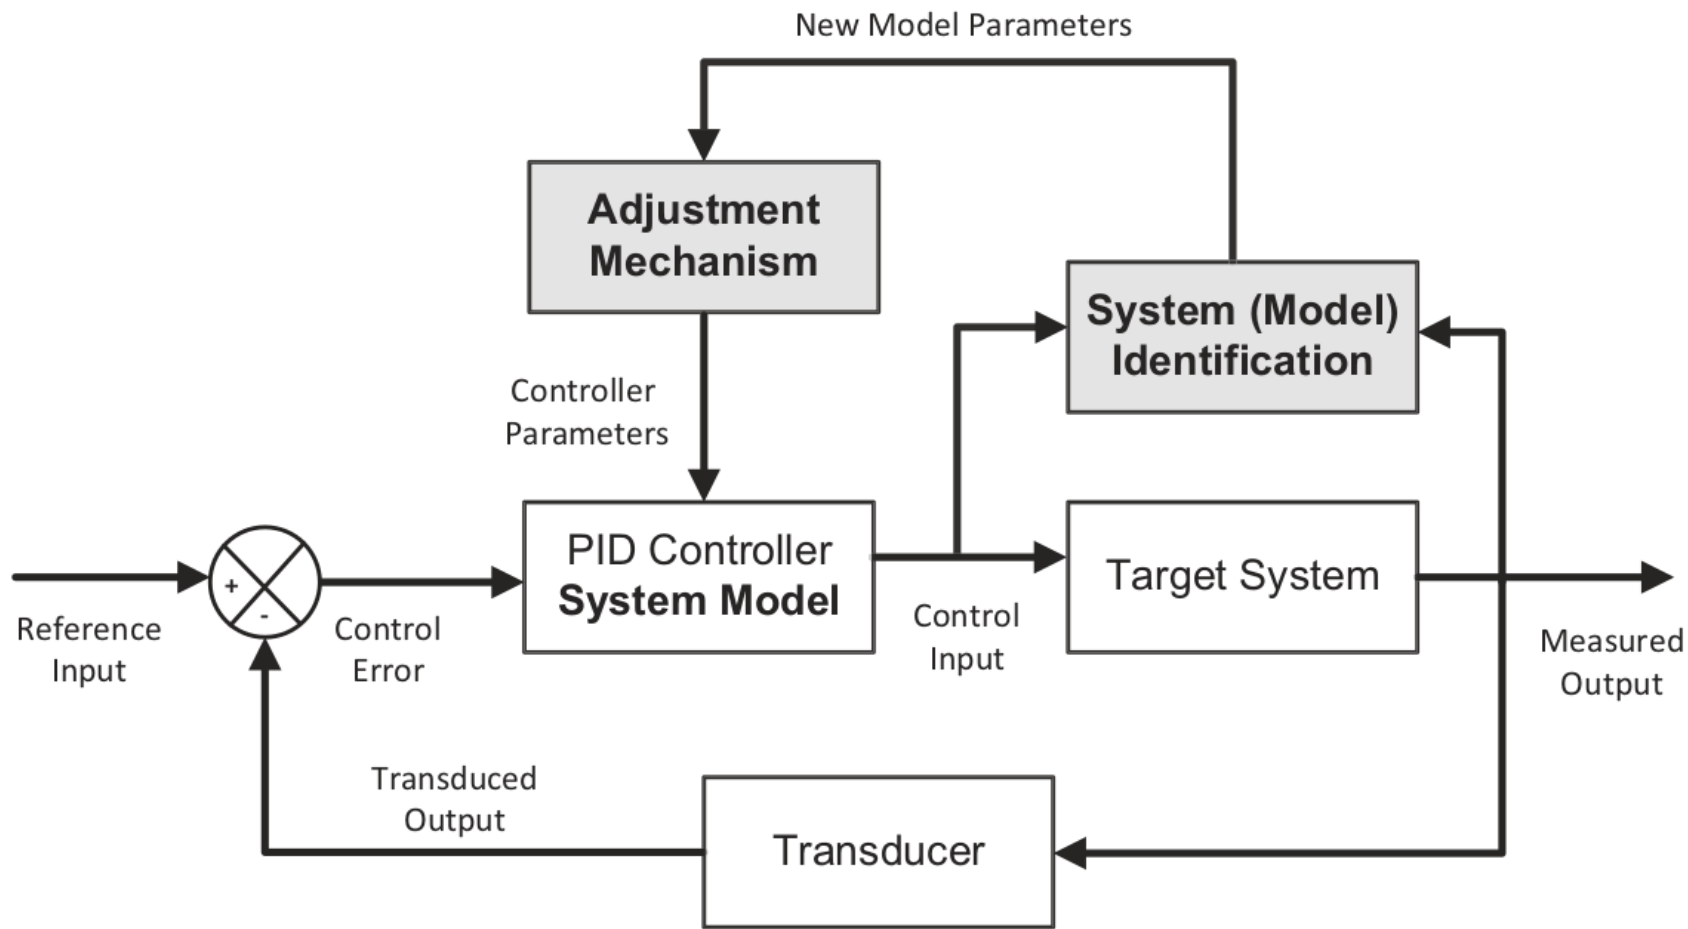 New Model Parameters
Adjustment
Mechanism
System (Model)
Identification
Controller
Parameters
PID Controller
System Model
Target System
+
-
Reference
Input
Control
Error
Control
Input
Measured
Output
Transduced
Output
Transducer